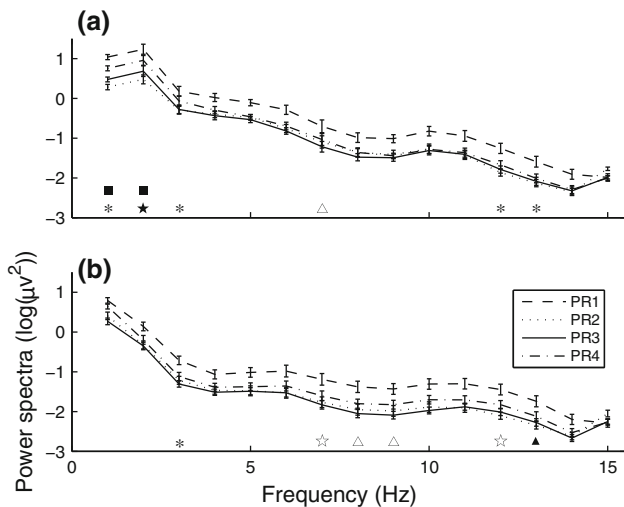 (a)
1
0
−1
−2
−3
■ ■
* ★ * △ * *
(b)
1
0
−1
−2
−3
PR1
PR2
PR3
PR4
* ☆ △ △ ☆ ▲
0 5 10 15
Frequency (Hz)
Power spectra (log(μv²))